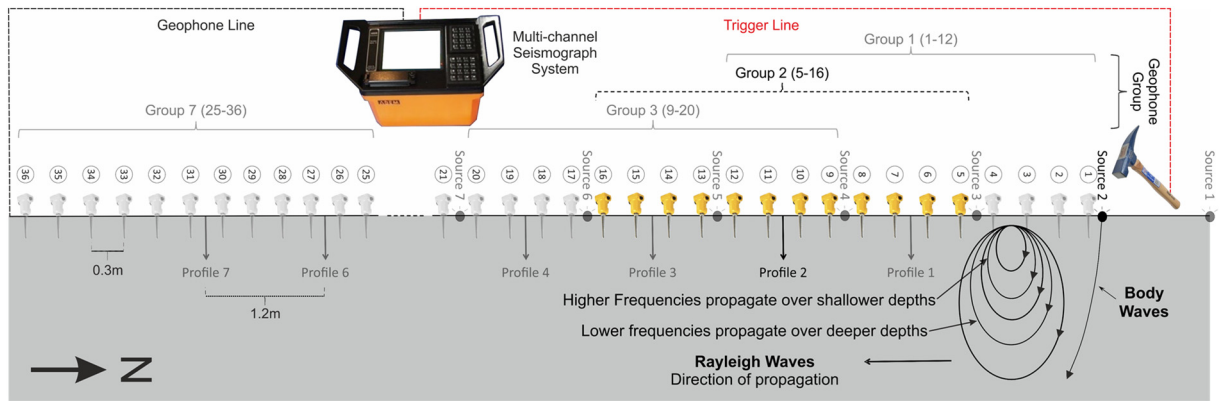 Geophone Line
Trigger Line
Multi-channel
Seismograph
System
Group 1 (1-12)
Group 2 (5-16)
Group 3 (9-20)
Group 7 (25-36)
Geophone
Group
36
35
34
33
32
31
30
29
28
27
26
25
21
Source 7
20
19
18
17
Source 6
16
15
14
13
Source 5
12
11
10
9
Source 4
8
7
6
5
Source 3
4
3
2
1
Source 2
Source 1
0.3m
Profile 7
Profile 6
1.2m
Profile 4
Profile 3
Profile 2
Profile 1
Higher Frequencies propagate over shallower depths
Lower frequencies propagate over deeper depths
Body
Waves
Rayleigh Waves
Direction of propagation
N